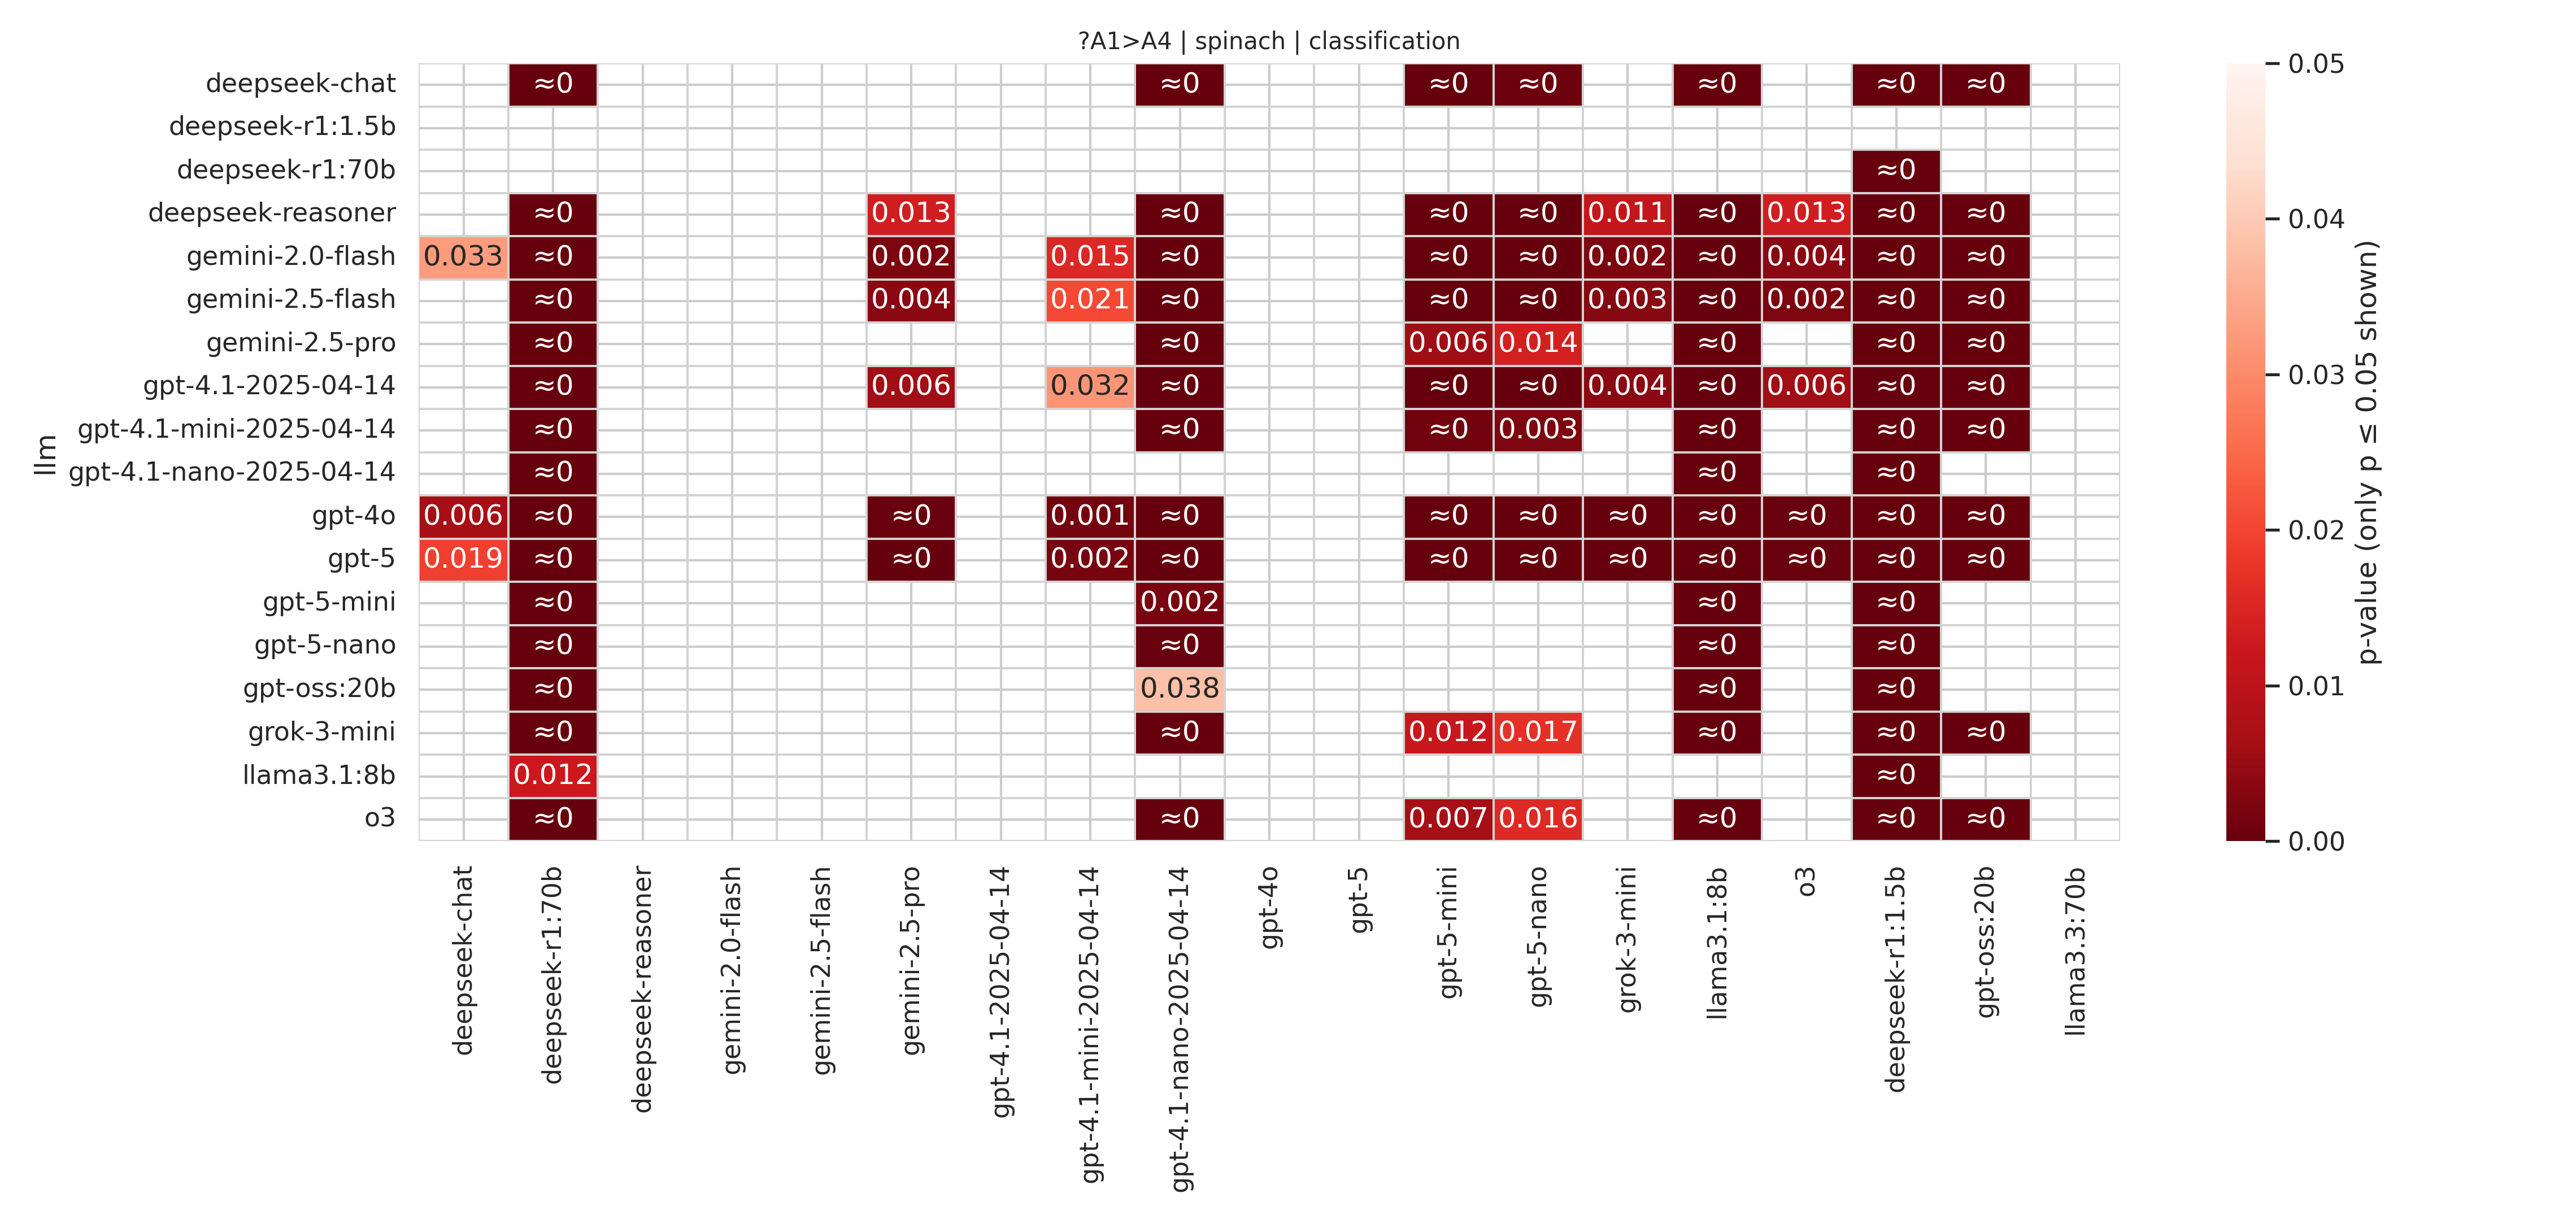 ?A1>A4 | spinach | classification
deepseek-chat ≈0 ≈0 ≈0 ≈0 ≈0 ≈0 ≈0
deepseek-r1:1.5b
deepseek-r1:70b ≈0
deepseek-reasoner ≈0 0.013 ≈0 ≈0 ≈0 0.011 ≈0 0.013 ≈0 ≈0
gemini-2.0-flash 0.033 ≈0 0.002 0.015 ≈0 ≈0 ≈0 0.002 ≈0 0.004 ≈0 ≈0
gemini-2.5-flash ≈0 0.004 0.021 ≈0 ≈0 ≈0 0.003 ≈0 0.002 ≈0 ≈0
gemini-2.5-pro ≈0 ≈0 0.006 0.014 ≈0 ≈0 ≈0
gpt-4.1-2025-04-14 ≈0 0.006 0.032 ≈0 ≈0 ≈0 0.004 ≈0 0.006 ≈0 ≈0
gpt-4.1-mini-2025-04-14 ≈0 ≈0 ≈0 0.003 ≈0 ≈0 ≈0
gpt-4.1-nano-2025-04-14 ≈0 ≈0 ≈0
gpt-4o 0.006 ≈0 ≈0 0.001 ≈0 ≈0 ≈0 ≈0 ≈0 ≈0 ≈0 ≈0
gpt-5 0.019 ≈0 ≈0 0.002 ≈0 ≈0 ≈0 ≈0 ≈0 ≈0 ≈0 ≈0
gpt-5-mini ≈0 0.002 ≈0 ≈0
gpt-5-nano ≈0 ≈0 ≈0 ≈0
gpt-oss:20b ≈0 0.038 ≈0 ≈0
grok-3-mini ≈0 ≈0 0.012 0.017 ≈0 ≈0 ≈0
llama3.1:8b 0.012 ≈0
o3 ≈0 ≈0 0.007 0.016 ≈0 ≈0 ≈0
llm
deepseek-chat
deepseek-r1:70b
deepseek-reasoner
gemini-2.0-flash
gemini-2.5-flash
gemini-2.5-pro
gpt-4.1-2025-04-14
gpt-4.1-mini-2025-04-14
gpt-4.1-nano-2025-04-14
gpt-4o
gpt-5
gpt-5-mini
gpt-5-nano
grok-3-mini
llama3.1:8b
o3
deepseek-r1:1.5b
gpt-oss:20b
llama3.3:70b
0.05
0.04
0.03
0.02
0.01
0.00
p-value (only p ≤ 0.05 shown)